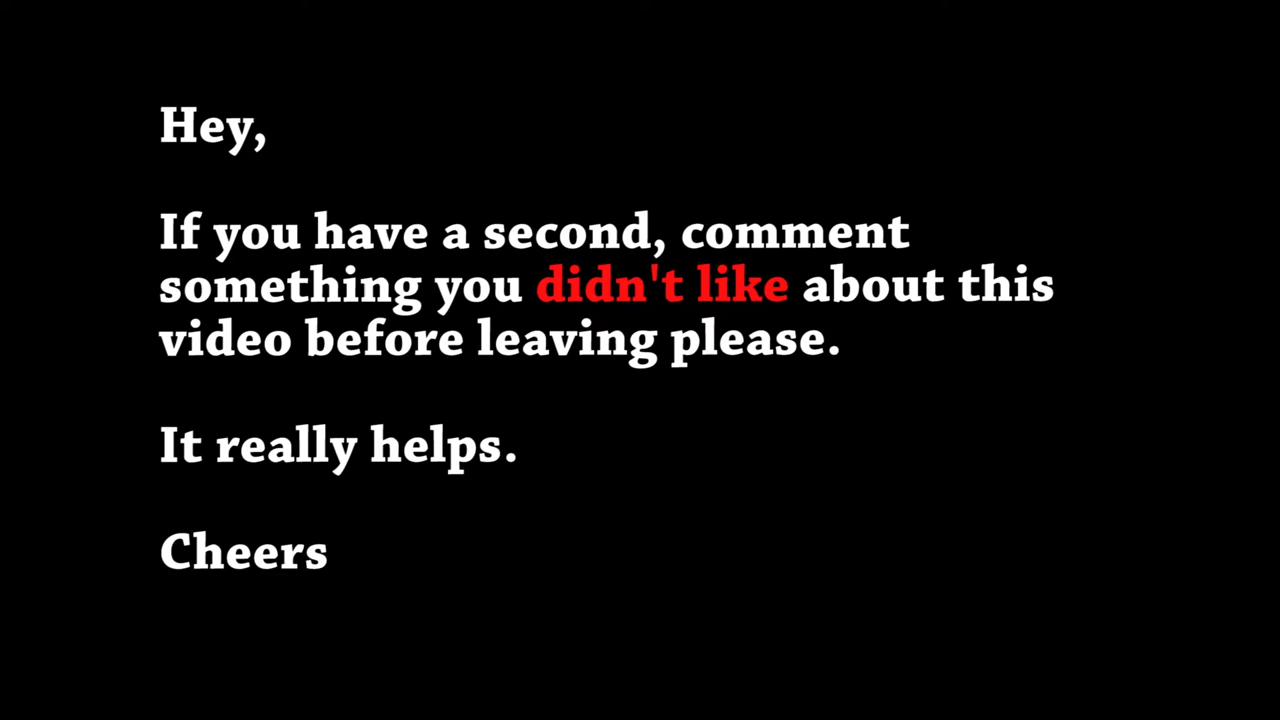 Hey,
If you have a second, comment
something you didn't like about this
video before leaving please.
It really helps.
Cheers